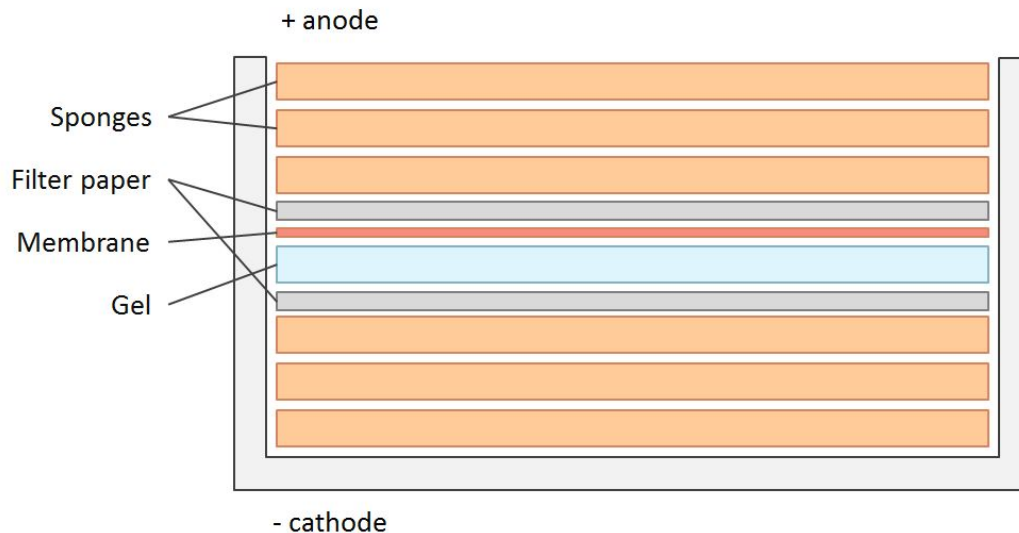 + anode
Sponges
Filter paper
Membrane
Gel
- cathode